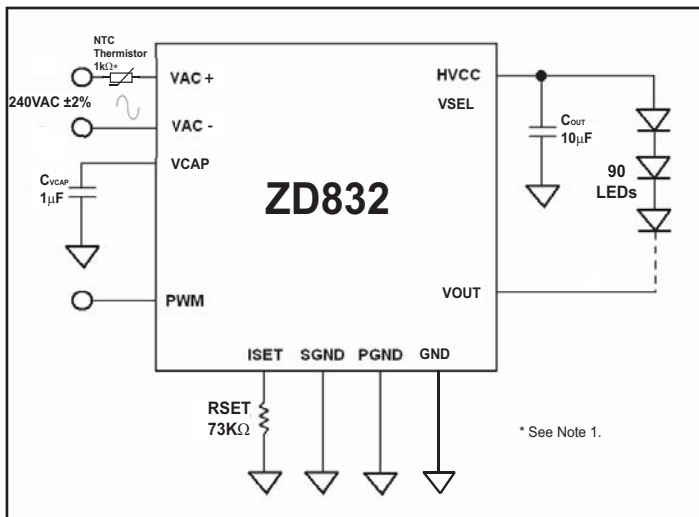 NTC
Thermistor
1kΩ*
240VAC ±2%
VAC +
VAC -
VCAP
CVCAP
1μF
PWM
ZD832
HVCC
VSEL
COUT
10μF
90
LEDs
VOUT
ISET SGND PGND GND
RSET
73KΩ
* See Note 1.